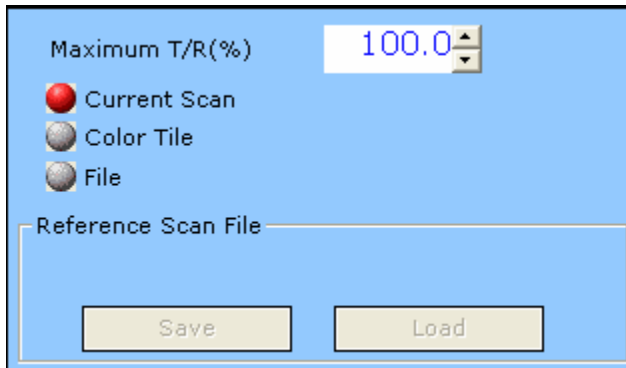 Maximum T/R(%) 100.0
Current Scan
Color Tile
File
Reference Scan File
Save Load